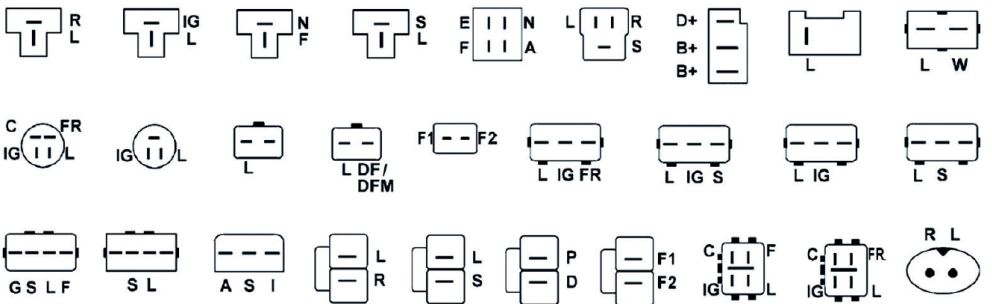 R
L
IG
L
N
F
S
L
E N
F A
L R
S
D+
B+
B+
L
L W
C FR
IG L
IG L
L
L DF/
DFM
F1 F2
L IG FR
L IG S
L IG
L S
G S L F
S L
A S I
L
R
L
S
P
D
F1
F2
C F
IG L
C FR
IG L
R L